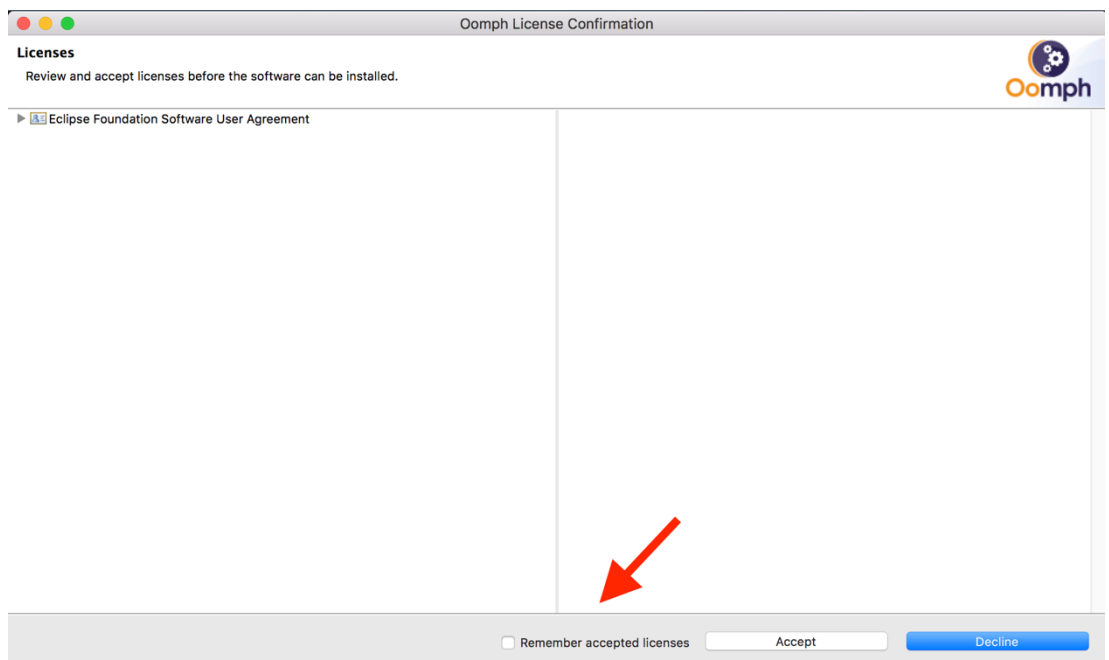 Oomph License Confirmation
Licenses
Review and accept licenses before the software can be installed.
Oomph
Eclipse Foundation Software User Agreement
Remember accepted licenses Accept Decline